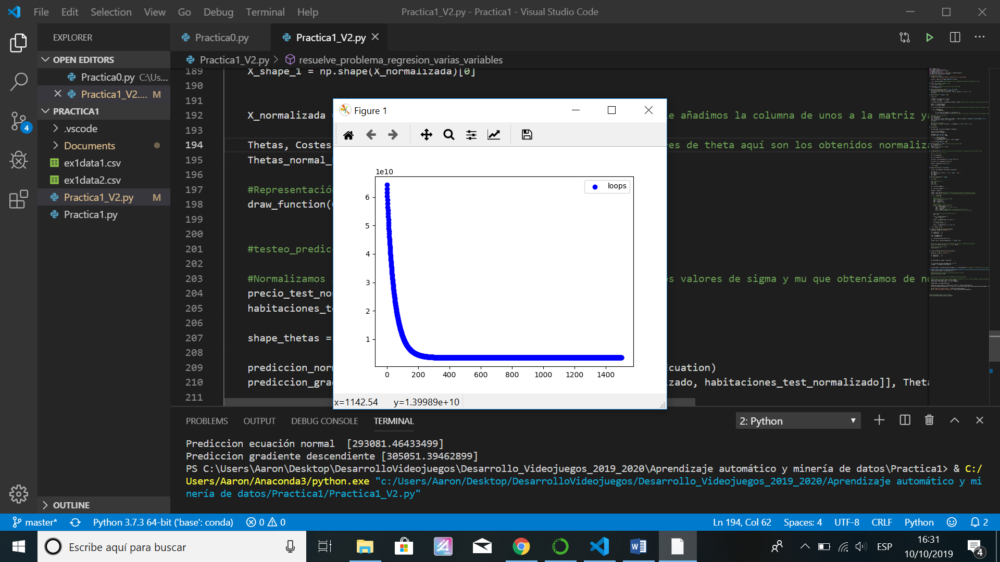 File Edit Selection View Go Debug Terminal Help
Practica1_V2.py - Practica1 - Visual Studio Code
EXPLORER
OPEN EDITORS
Practica0.py C:\Us...
Practica1_V2.... M
PRACTICA1
.vscode
Documents
ex1data1.csv
ex1data2.csv
Practica1_V2.py M
Practica1.py
OUTLINE
4
Practica0.py
Practica1_V2.py
Practica1_V2.py > resuelve_problema_regresion_varias_variables
189 X_shape_1 = np.shape(X_normalizada)[0]
190
191
192 X_normalizada e añadimos la columna de unos a la matriz y
193
194 Thetas, Costes es de theta aquí son los obtenidos normaliz
195 Thetas_normal_
196
197 #Representación
198 draw_function(
199
200
201 #testeo_predic
202
203 #Normalizamos s valores de sigma y mu que obteníamos de n
204 precio_test_no
205 habitaciones_t
206
207 shape_thetas =
208
209 prediccion_nor cuation)
210 prediccion_gra zado, habitaciones_test_normalizado]], Thet
211
Figure 1
1e10
loops
6
5
4
3
2
1
0 200 400 600 800 1000 1200 1400
x=1142.54 y=1.39989e+10
PROBLEMS OUTPUT DEBUG CONSOLE TERMINAL
2: Python
Prediccion ecuación normal [293081.46433499]
Prediccion gradiente descendiente [305051.39462899]
PS C:\Users\Aaron\Desktop\DesarrolloVideojuegos\Desarrollo_Videojuegos_2019_2020\Aprendizaje automático y minería de datos\Practica1> & C:/
Users/Aaron/Anaconda3/python.exe "c:/Users/Aaron/Desktop/DesarrolloVideojuegos/Desarrollo_Videojuegos_2019_2020/Aprendizaje automático y mi
nería de datos/Practica1/Practica1_V2.py"
master* Python 3.7.3 64-bit ('base': conda) 0 0
Ln 194, Col 62 Spaces: 4 UTF-8 CRLF Python 2
Escribe aquí para buscar
ESP
16:31
10/10/2019
4